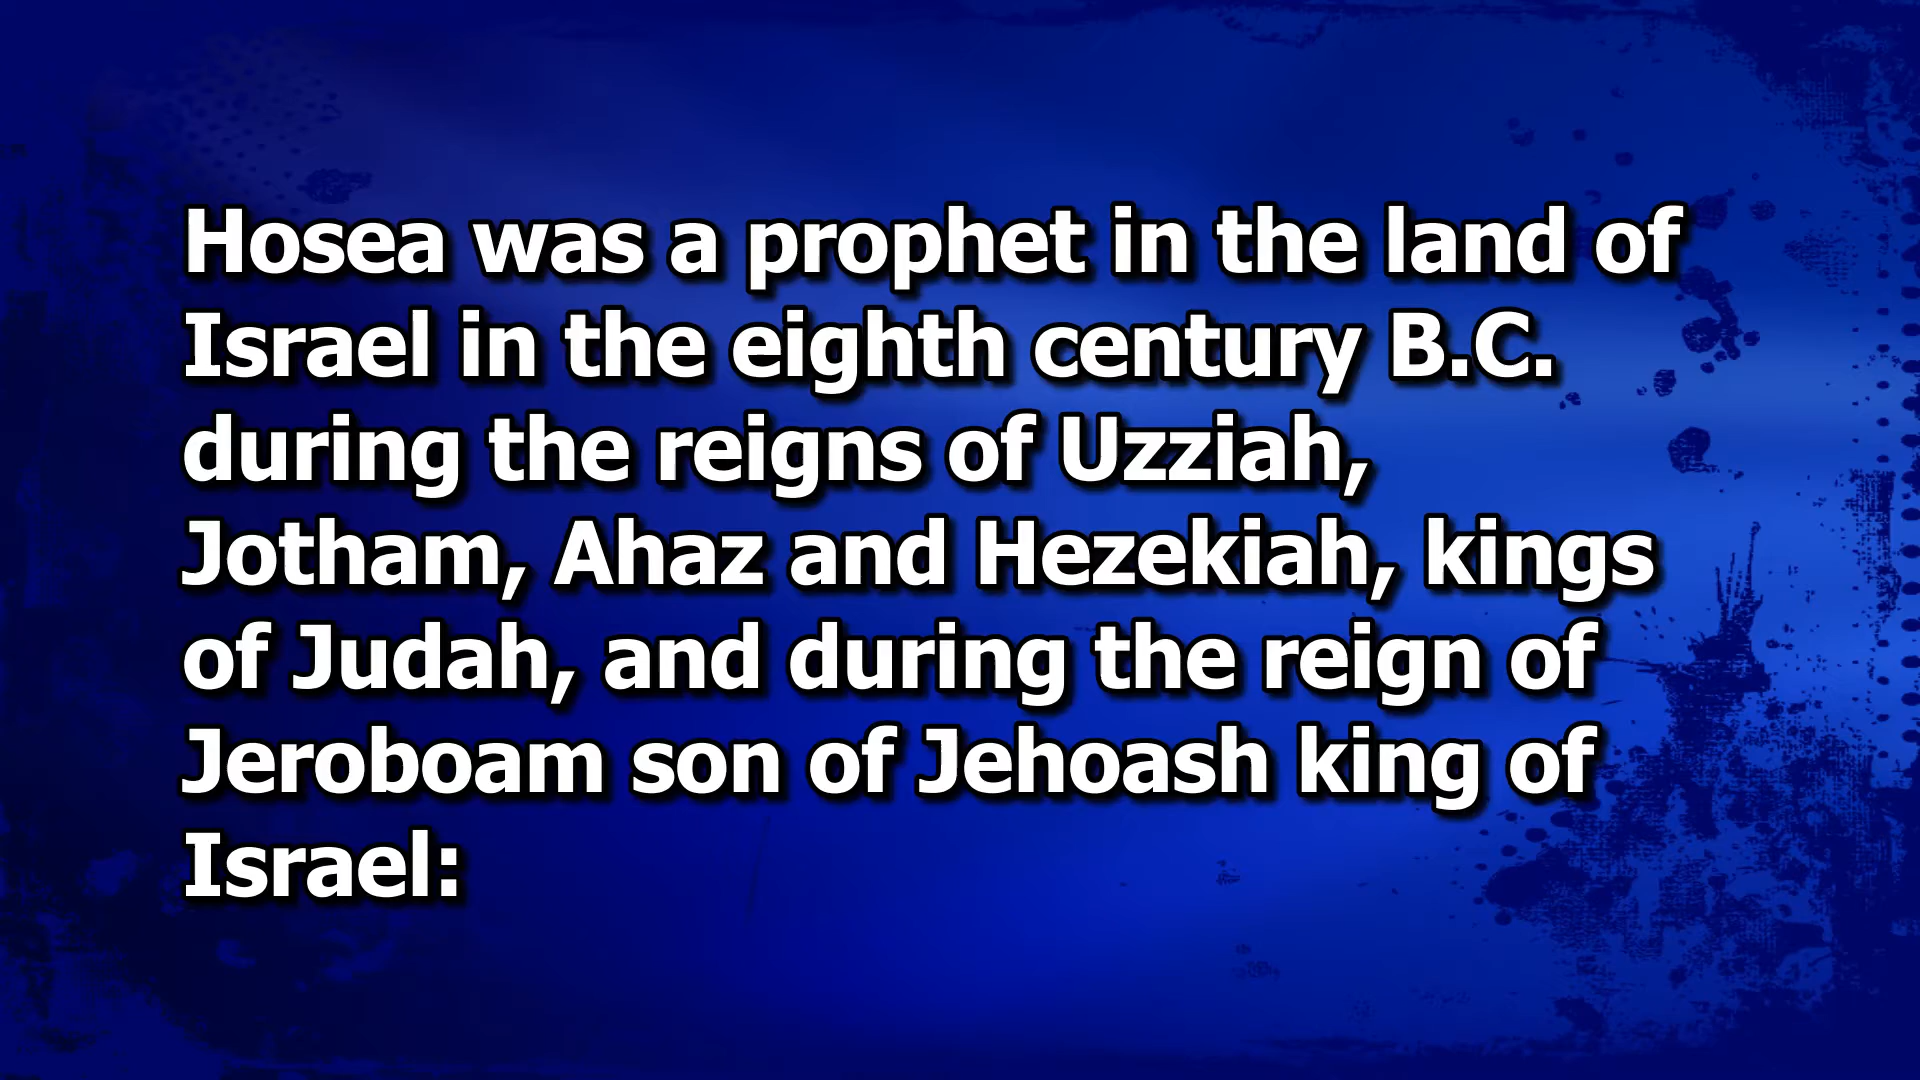 Hosea was a prophet in the land of
Israel in the eighth century B.C.
during the reigns of Uzziah,
Jotham, Ahaz and Hezekiah, kings
of Judah, and during the reign of
Jeroboam son of Jehoash king of
Israel: